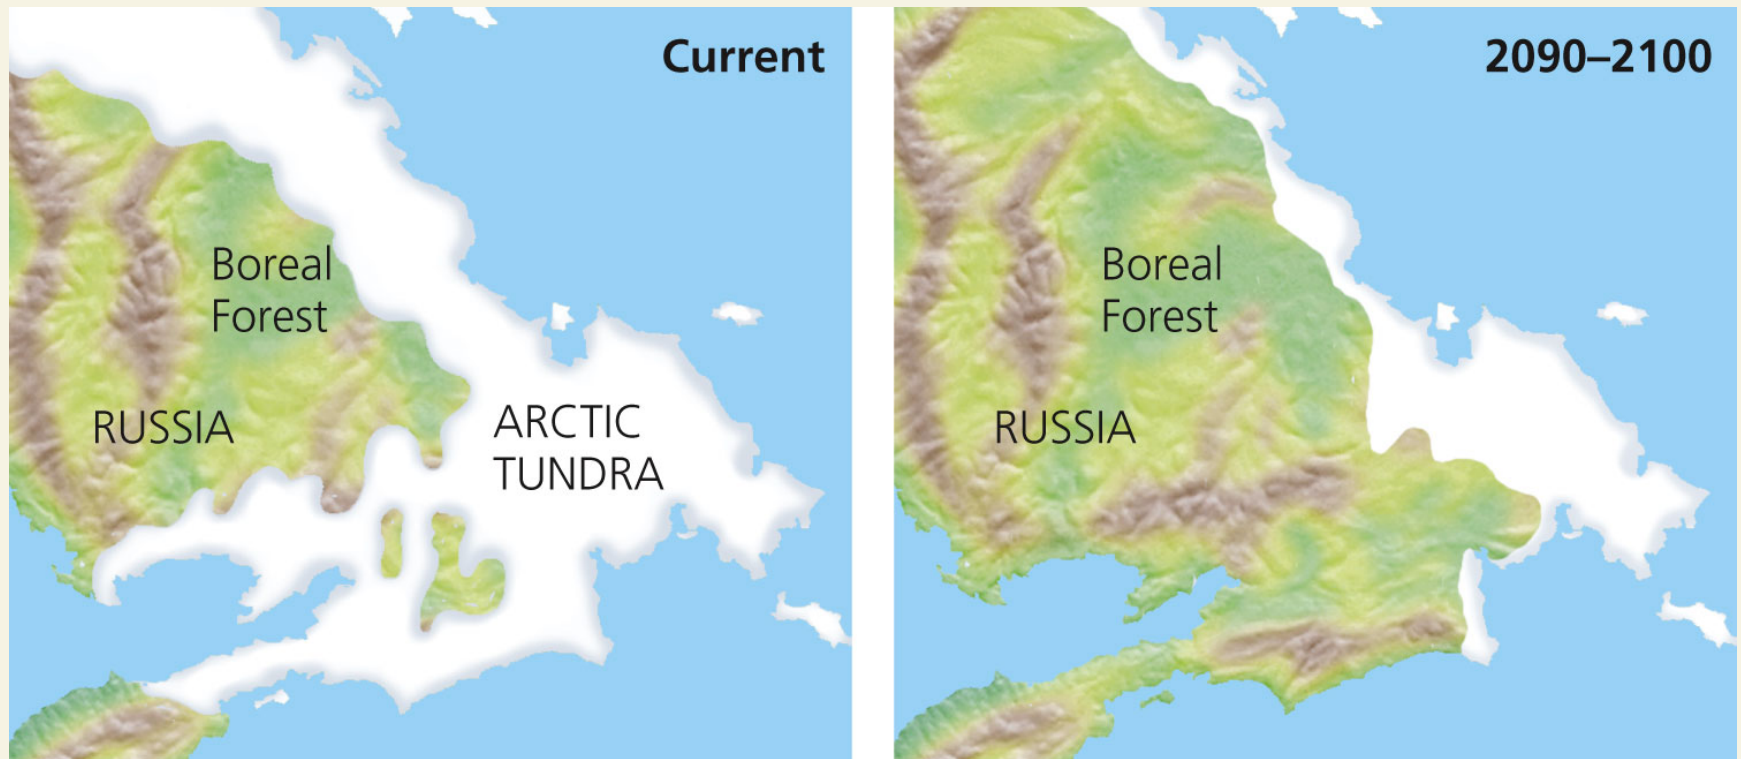 Current
Boreal
Forest
RUSSIA
ARCTIC
TUNDRA
2090–2100
Boreal
Forest
RUSSIA